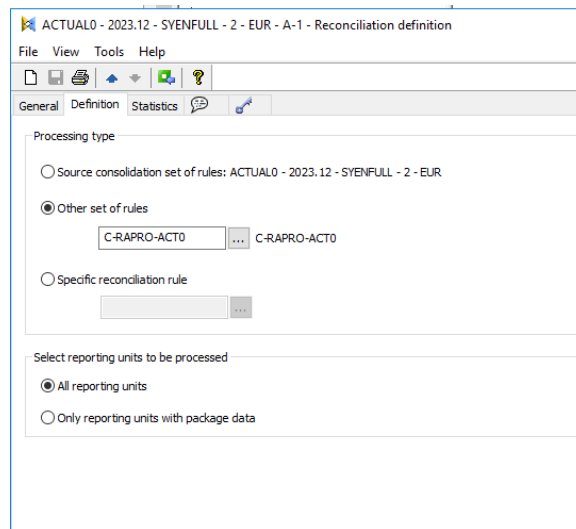 ACTUAL0 - 2023.12 - SYENFULL - 2 - EUR - A-1 - Reconciliation definition
File View Tools Help
General Definition Statistics
Processing type
Source consolidation set of rules: ACTUAL0 - 2023.12 - SYENFULL - 2 - EUR
Other set of rules
C-RAPRO-ACT0 ... C-RAPRO-ACT0
Specific reconciliation rule
...
Select reporting units to be processed
All reporting units
Only reporting units with package data